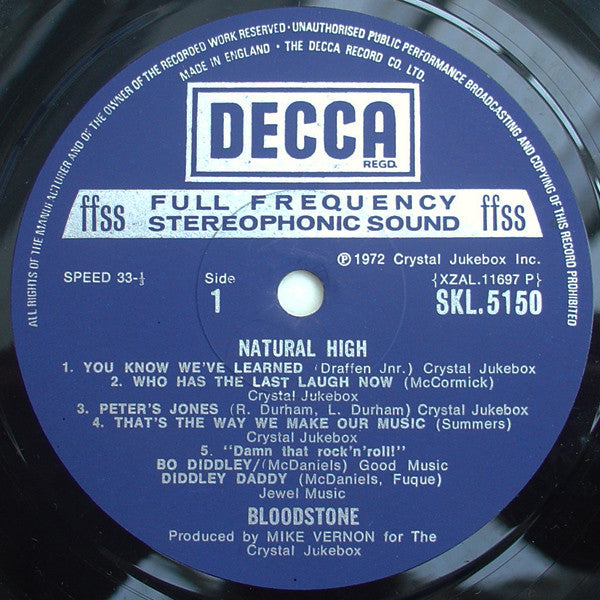 ALL RIGHTS OF THE MANUFACTURER AND OF THE OWNER OF THE RECORDED WORK RESERVED · UNAUTHORISED PUBLIC PERFORMANCE BROADCASTING AND COPYING OF THIS RECORD PROHIBITED
MADE IN ENGLAND · THE DECCA RECORD CO. LTD.
DECCA
REGD.
ffss FULL FREQUENCY STEREOPHONIC SOUND ffss
℗ 1972 Crystal Jukebox Inc.
SPEED 33-⅓ Side {XZAL.11697 P}
1 SKL.5150
NATURAL HIGH
1. YOU KNOW WE'VE LEARNED (Draffen Jnr.) Crystal Jukebox
2. WHO HAS THE LAST LAUGH NOW (McCormick)
Crystal Jukebox
3. PETER'S JONES (R. Durham, L. Durham) Crystal Jukebox
4. THAT'S THE WAY WE MAKE OUR MUSIC (Summers)
Crystal Jukebox
5. "Damn that rock'n'roll!"
BO DIDDLEY/(McDaniels) Good Music
DIDDLEY DADDY (McDaniels, Fuque)
Jewel Music
BLOODSTONE
Produced by MIKE VERNON for The
Crystal Jukebox